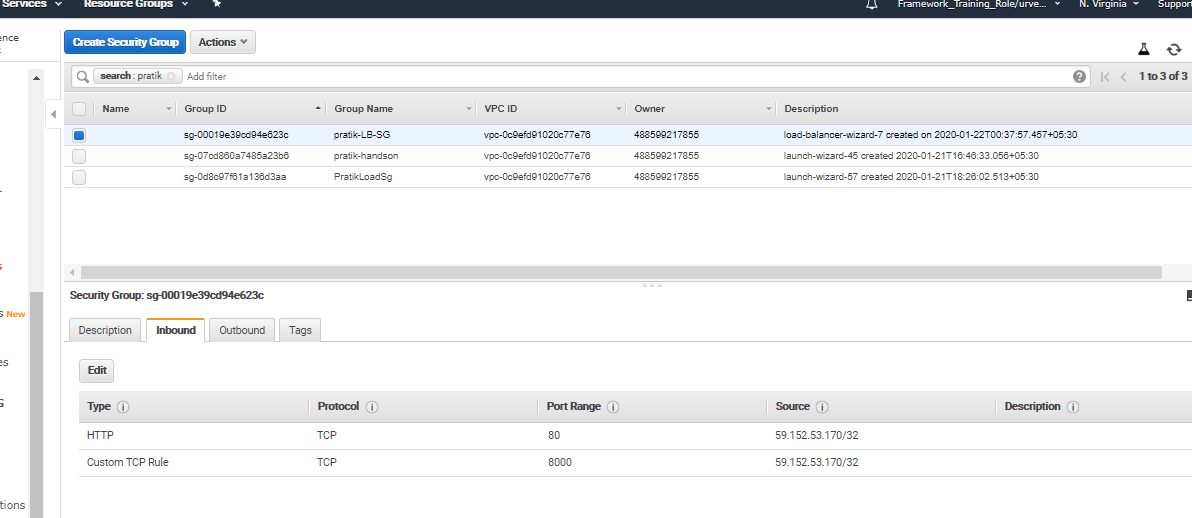 Services Resource Groups Framework_Training_Role/urve... N. Virginia Support
ence
Create Security Group Actions
search : pratik Add filter 1 to 3 of 3
Name Group ID Group Name VPC ID Owner Description
sg-00019e39cd94e623c pratik-LB-SG vpc-0c9efd91020c77e76 488599217855 load-balancer-wizard-7 created on 2020-01-22T00:37:57.457+05:30
sg-07cd860a7485a23b6 pratik-handson vpc-0c9efd91020c77e76 488599217855 launch-wizard-45 created 2020-01-21T16:46:33.056+05:30
sg-0d8c97f61a136d3aa PratikLoadSg vpc-0c9efd91020c77e76 488599217855 launch-wizard-57 created 2020-01-21T18:26:02.513+05:30
Security Group: sg-00019e39cd94e623c
s New
Description Inbound Outbound Tags
es
Edit
G
Type Protocol Port Range Source Description
HTTP TCP 80 59.152.53.170/32
Custom TCP Rule TCP 8000 59.152.53.170/32
tions